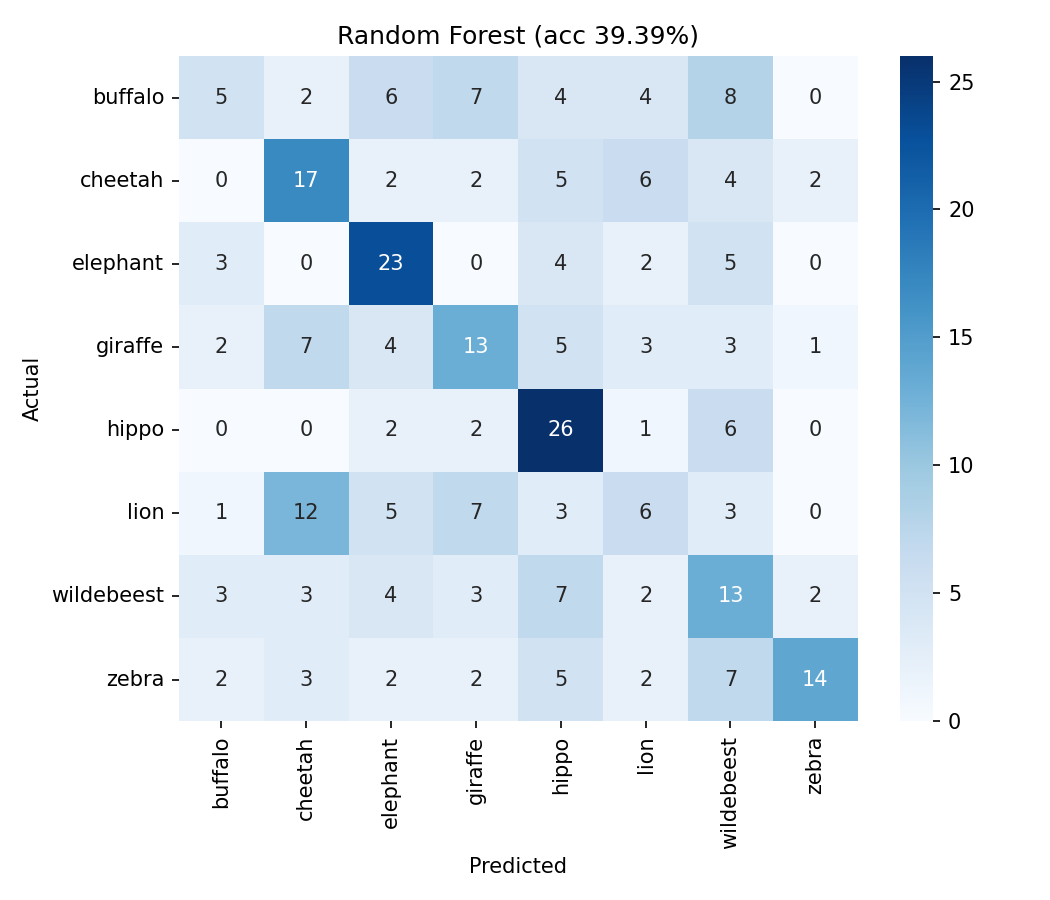 Random Forest (acc 39.39%)
buffalo 5 2 6 7 4 4 8 0
cheetah 0 17 2 2 5 6 4 2
elephant 3 0 23 0 4 2 5 0
giraffe 2 7 4 13 5 3 3 1
hippo 0 0 2 2 26 1 6 0
lion 1 12 5 7 3 6 3 0
wildebeest 3 3 4 3 7 2 13 2
zebra 2 3 2 2 5 2 7 14
buffalo cheetah elephant giraffe hippo lion wildebeest zebra
Predicted
Actual
25
20
15
10
5
0